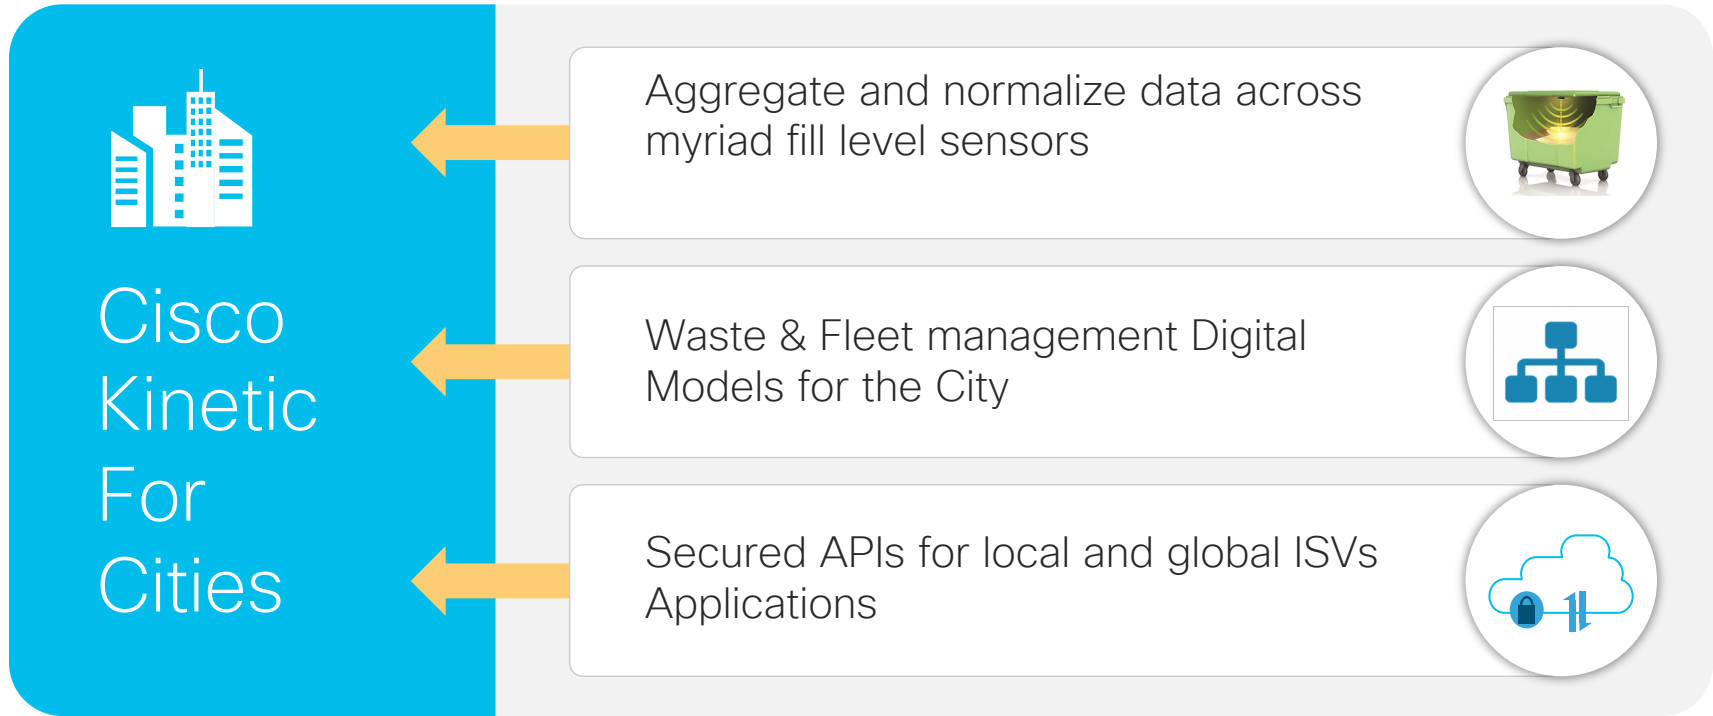 Cisco
Kinetic
For
Cities
Aggregate and normalize data across
myriad fill level sensors
Waste & Fleet management Digital
Models for the City
Secured APIs for local and global ISVs
Applications